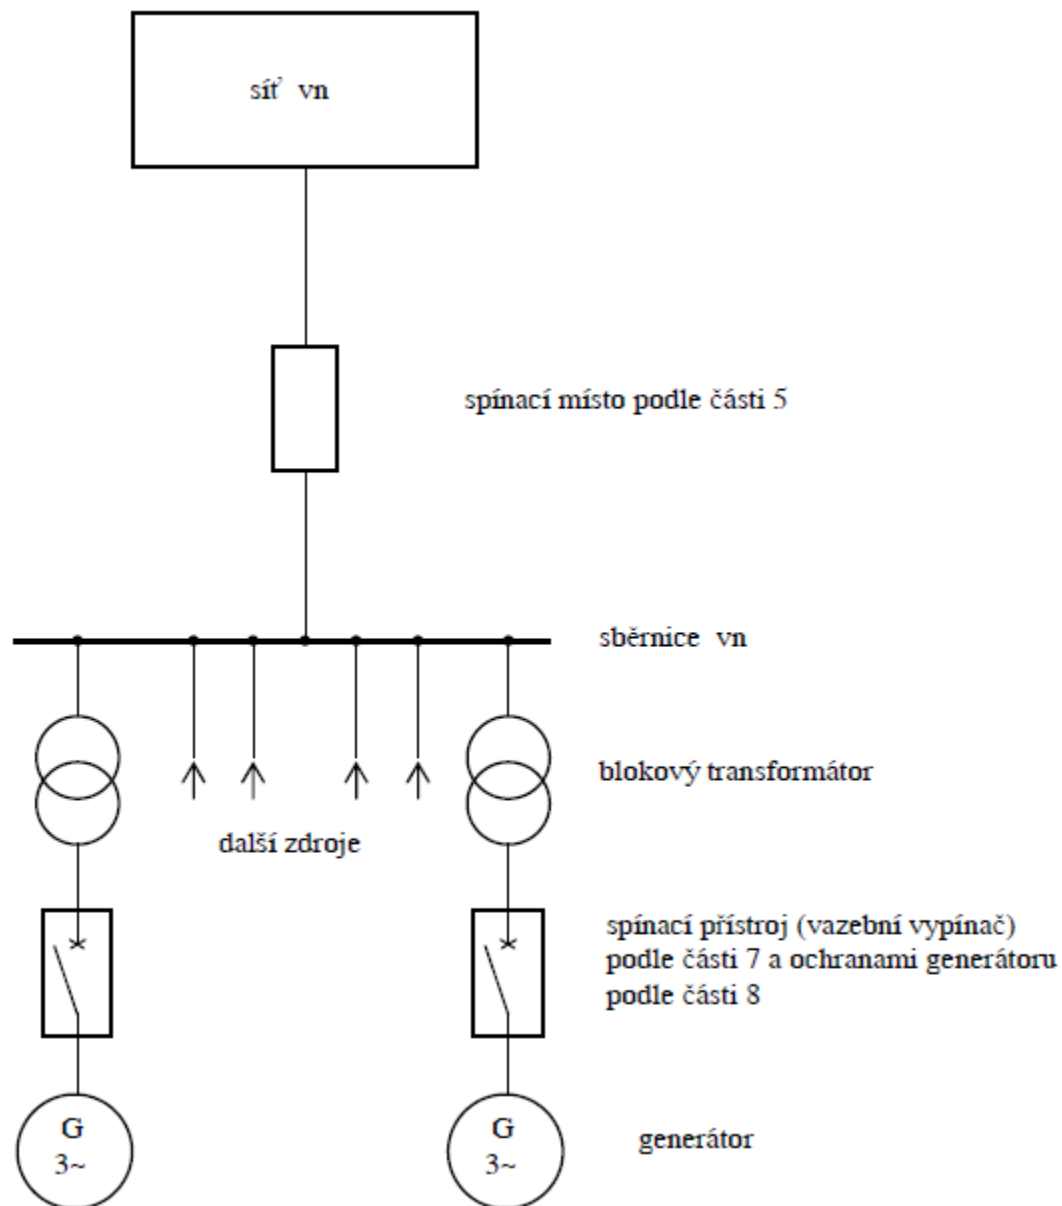 síť vn
spínací místo podle části 5
sběrnice vn
blokový transformátor
další zdroje
spínací přístroj (vazební vypínač)
podle části 7 a ochranami generátoru
podle části 8
G
3~
G
3~
generátor